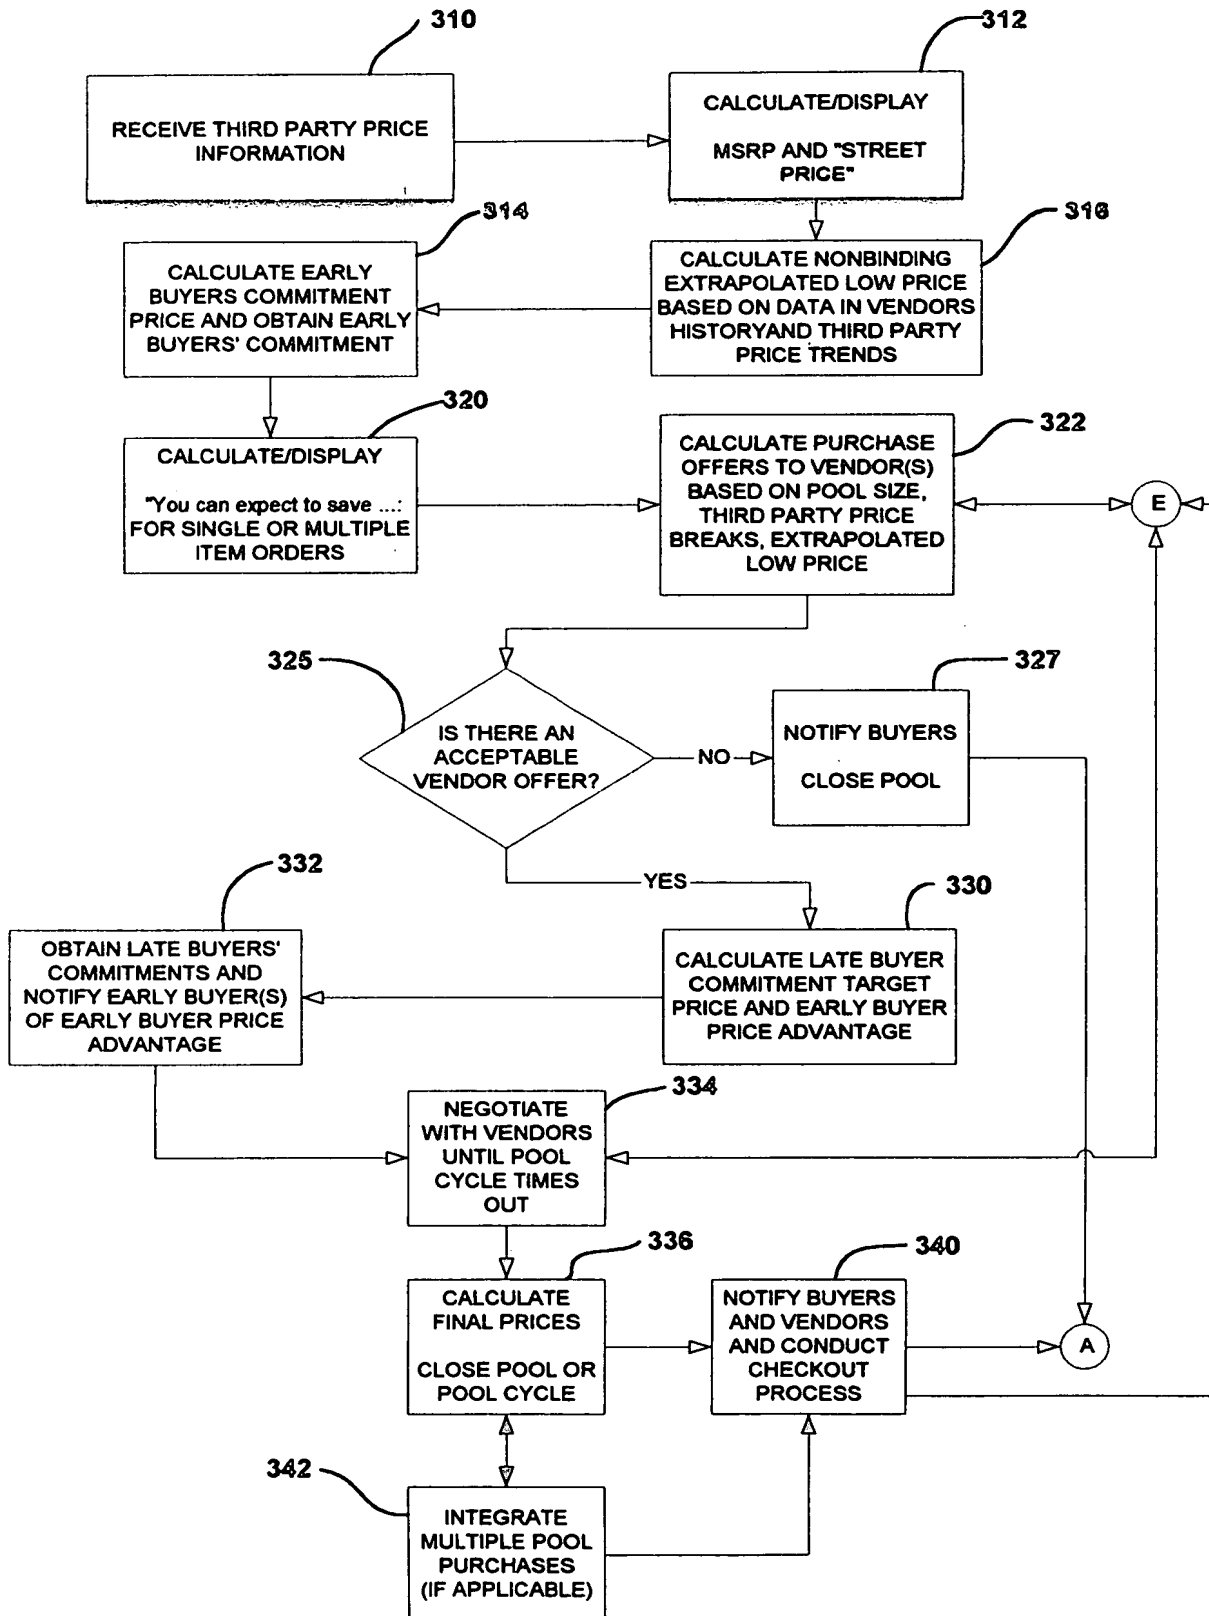 310
RECEIVE THIRD PARTY PRICE
INFORMATION
312
CALCULATE/DISPLAY
MSRP AND "STREET
PRICE"
314
CALCULATE EARLY
BUYERS COMMITMENT
PRICE AND OBTAIN EARLY
BUYERS' COMMITMENT
316
CALCULATE NONBINDING
EXTRAPOLATED LOW PRICE
BASED ON DATA IN VENDORS
HISTORYAND THIRD PARTY
PRICE TRENDS
320
CALCULATE/DISPLAY
"You can expect to save ...:
FOR SINGLE OR MULTIPLE
ITEM ORDERS
322
CALCULATE PURCHASE
OFFERS TO VENDOR(S)
BASED ON POOL SIZE,
THIRD PARTY PRICE
BREAKS, EXTRAPOLATED
LOW PRICE
E
325
IS THERE AN
ACCEPTABLE
VENDOR OFFER?
NO
327
NOTIFY BUYERS
CLOSE POOL
YES
332
OBTAIN LATE BUYERS'
COMMITMENTS AND
NOTIFY EARLY BUYER(S)
OF EARLY BUYER PRICE
ADVANTAGE
330
CALCULATE LATE BUYER
COMMITMENT TARGET
PRICE AND EARLY BUYER
PRICE ADVANTAGE
334
NEGOTIATE
WITH VENDORS
UNTIL POOL
CYCLE TIMES
OUT
336
CALCULATE
FINAL PRICES
CLOSE POOL OR
POOL CYCLE
340
NOTIFY BUYERS
AND VENDORS
AND CONDUCT
CHECKOUT
PROCESS
A
342
INTEGRATE
MULTIPLE POOL
PURCHASES
(IF APPLICABLE)